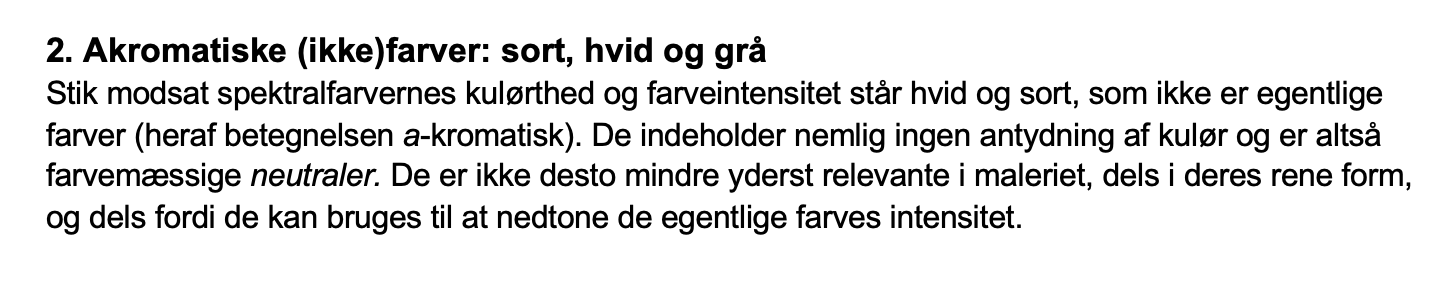 2. Akromatiske (ikke)farver: sort, hvid og grå
Stik modsat spektralfarvernes kulørthed og farveintensitet står hvid og sort, som ikke er egentlige
farver (heraf betegnelsen a-kromatisk). De indeholder nemlig ingen antydning af kulør og er altså
farvemæssige neutraler. De er ikke desto mindre yderst relevante i maleriet, dels i deres rene form,
og dels fordi de kan bruges til at nedtone de egentlige farves intensitet.